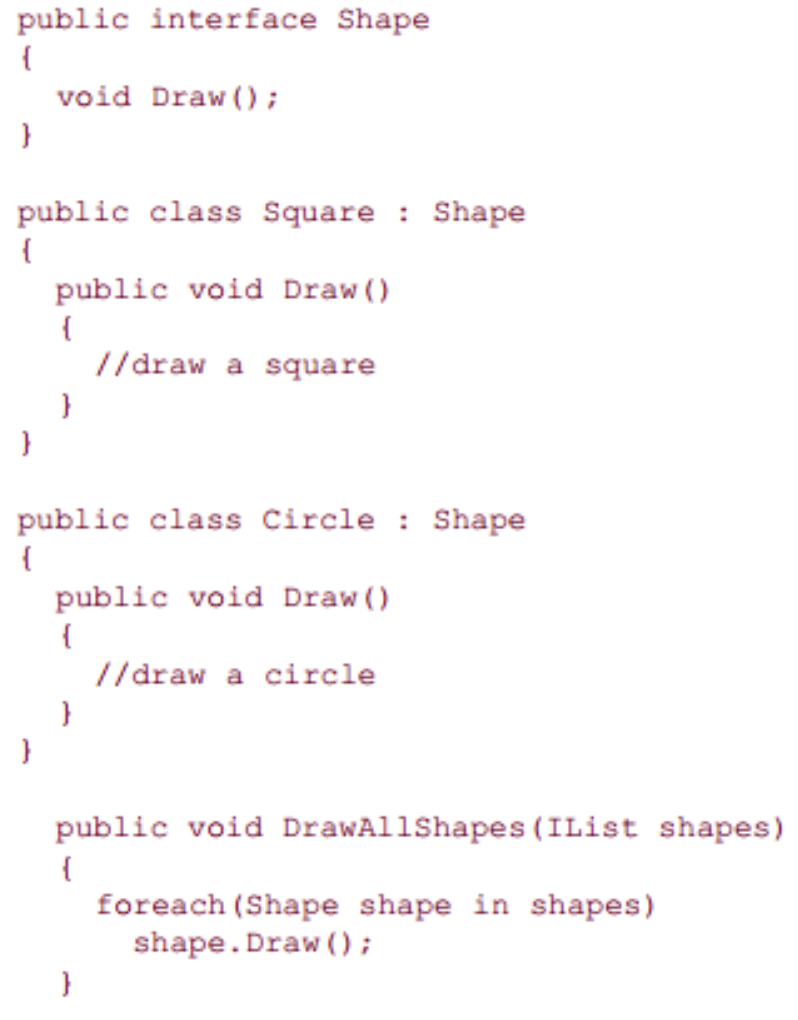 public interface Shape
{
  void Draw();
}

public class Square : Shape
{
  public void Draw()
  {
    //draw a square
  }
}

public class Circle : Shape
{
  public void Draw()
  {
    //draw a circle
  }
}

  public void DrawAllShapes(IList shapes)
  {
    foreach(Shape shape in shapes)
      shape.Draw();
  }